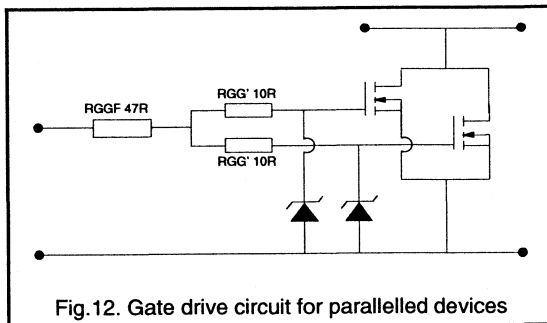 RGGF 47R
RGG' 10R
RGG' 10R
Fig.12. Gate drive circuit for parallelled devices